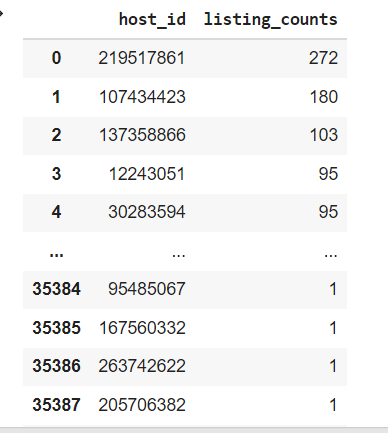 host_id listing_counts
0 219517861 272
1 107434423 180
2 137358866 103
3 12243051 95
4 30283594 95
... ... ...
35384 95485067 1
35385 167560332 1
35386 263742622 1
35387 205706382 1